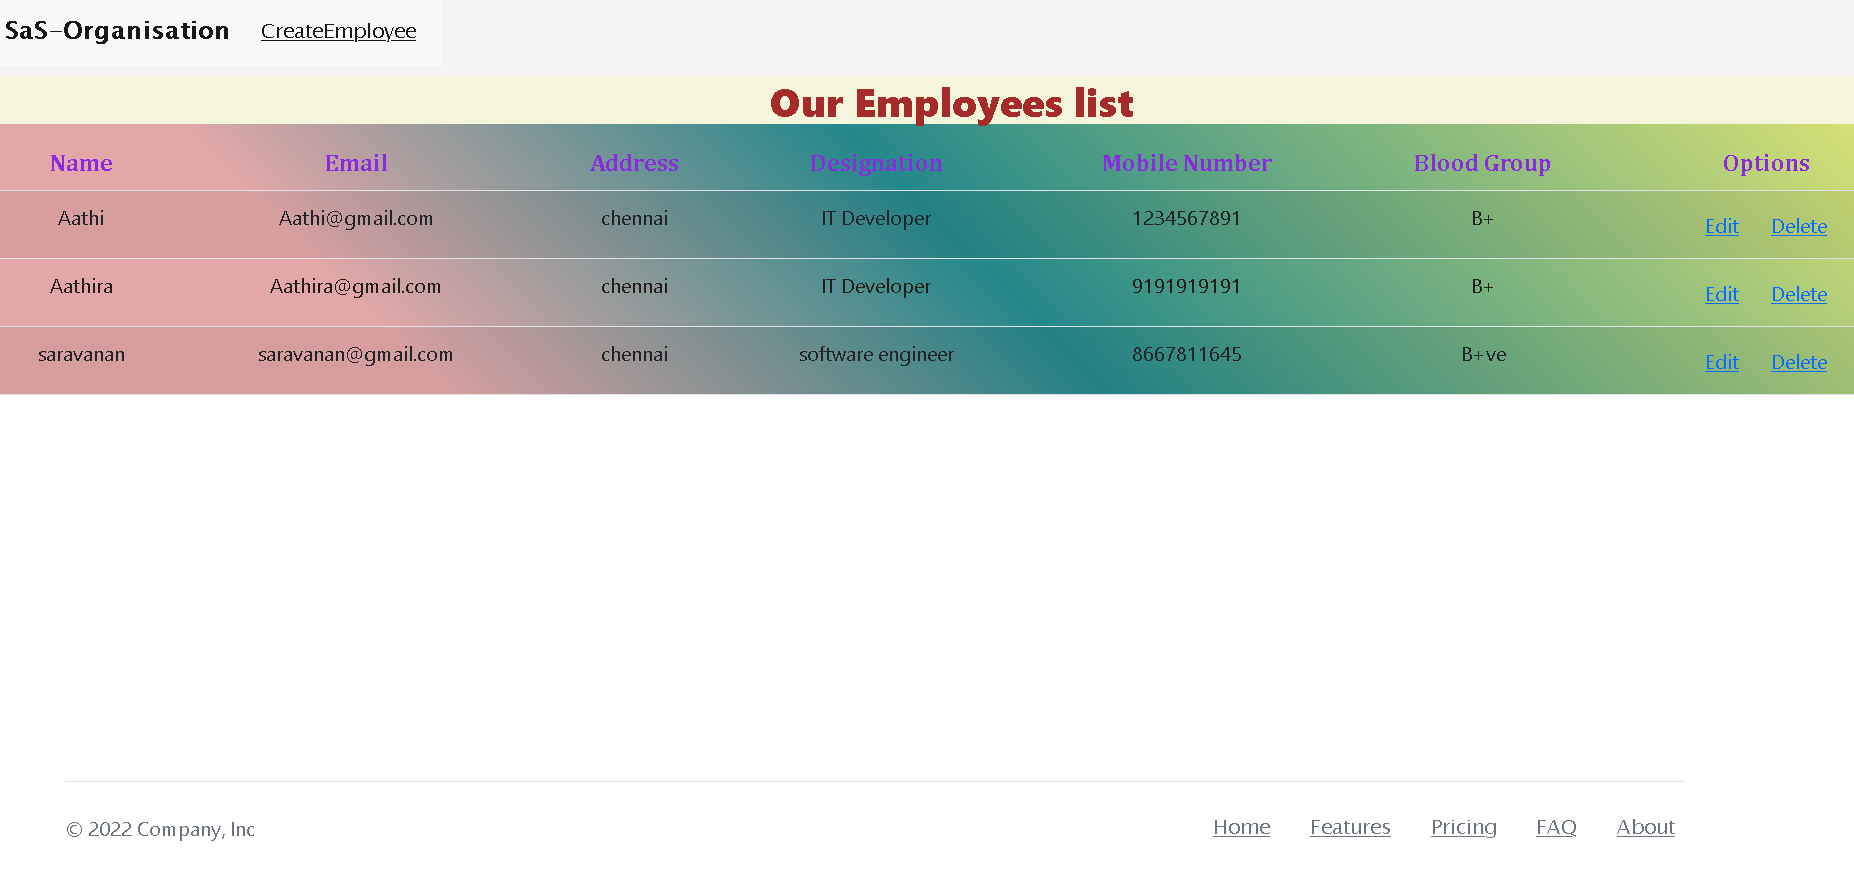 SaS-Organisation CreateEmployee
Our Employees list
Name Email Address Designation Mobile Number Blood Group Options
Aathi Aathi@gmail.com chennai IT Developer 1234567891 B+ Edit Delete
Aathira Aathira@gmail.com chennai IT Developer 9191919191 B+ Edit Delete
saravanan saravanan@gmail.com chennai software engineer 8667811645 B+ve Edit Delete
© 2022 Company, Inc Home Features Pricing FAQ About